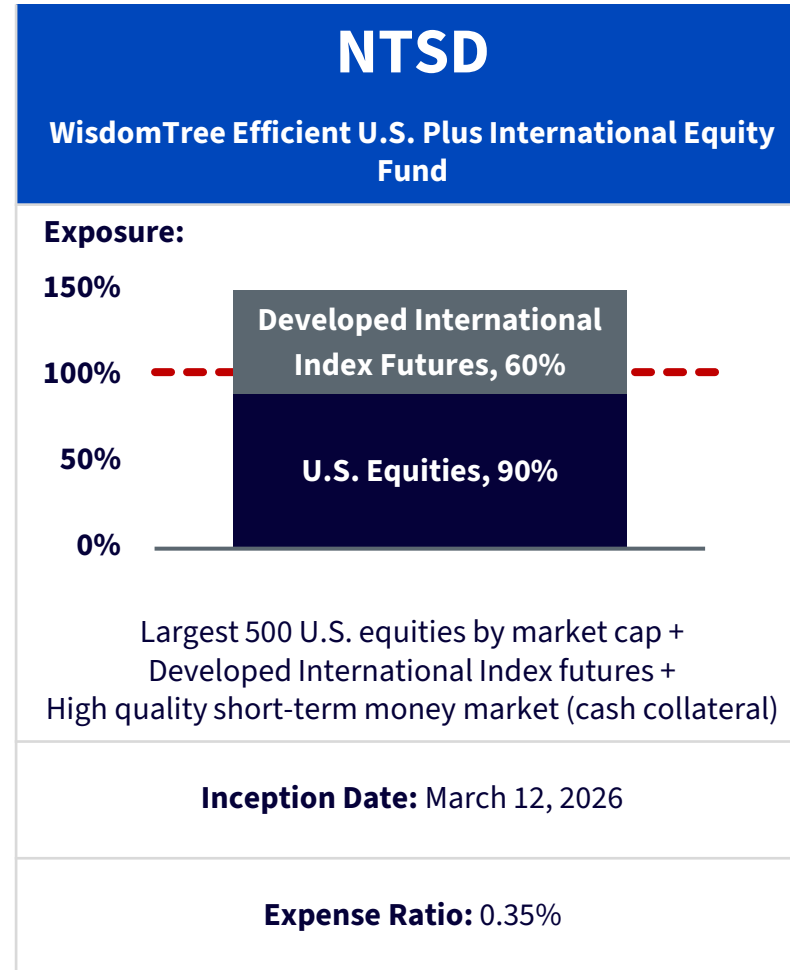 NTSD
WisdomTree Efficient U.S. Plus International Equity
Fund
Exposure:
150%
Developed International
Index Futures, 60%
100%
50%
U.S. Equities, 90%
0%
Largest 500 U.S. equities by market cap +
Developed International Index futures +
High quality short-term money market (cash collateral)
Inception Date: March 12, 2026
Expense Ratio: 0.35%